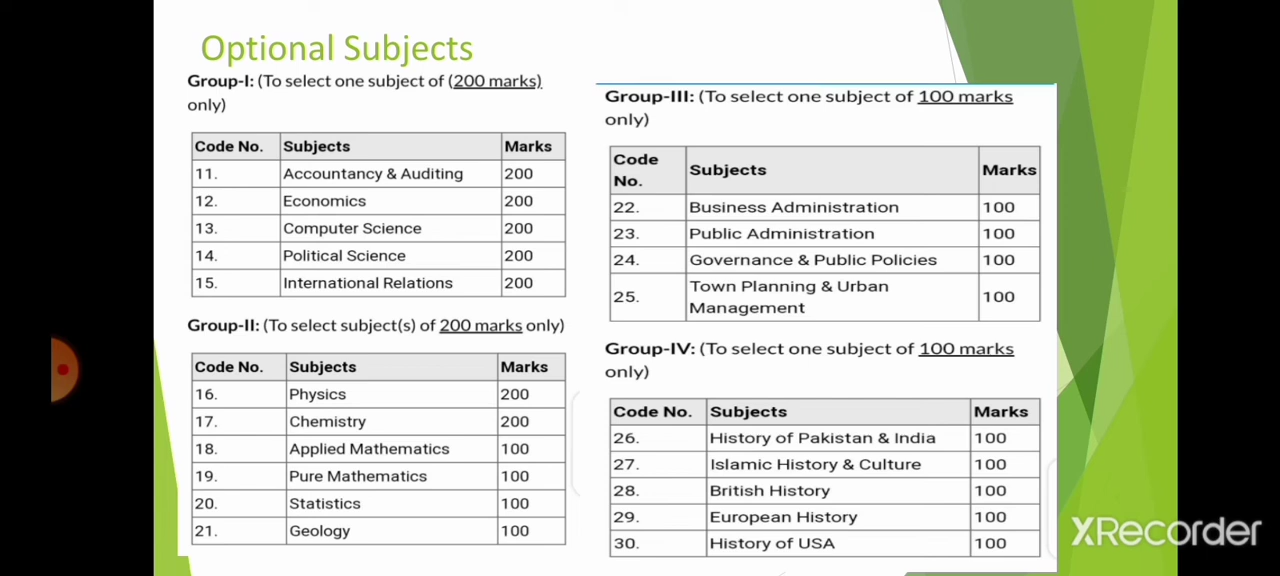 Optional Subjects
Group-I: (To select one subject of (200 marks)
only)
Code No. Subjects Marks
11. Accountancy & Auditing 200
12. Economics 200
13. Computer Science 200
14. Political Science 200
15. International Relations 200
Group-II: (To select subject(s) of 200 marks only)
Code No. Subjects Marks
16. Physics 200
17. Chemistry 200
18. Applied Mathematics 100
19. Pure Mathematics 100
20. Statistics 100
21. Geology 100
Group-III: (To select one subject of 100 marks
only)
Code
No. Subjects Marks
22. Business Administration 100
23. Public Administration 100
24. Governance & Public Policies 100
25. Town Planning & Urban
Management 100
Group-IV: (To select one subject of 100 marks
only)
Code No. Subjects Marks
26. History of Pakistan & India 100
27. Islamic History & Culture 100
28. British History 100
29. European History 100
30. History of USA 100
XRecorder